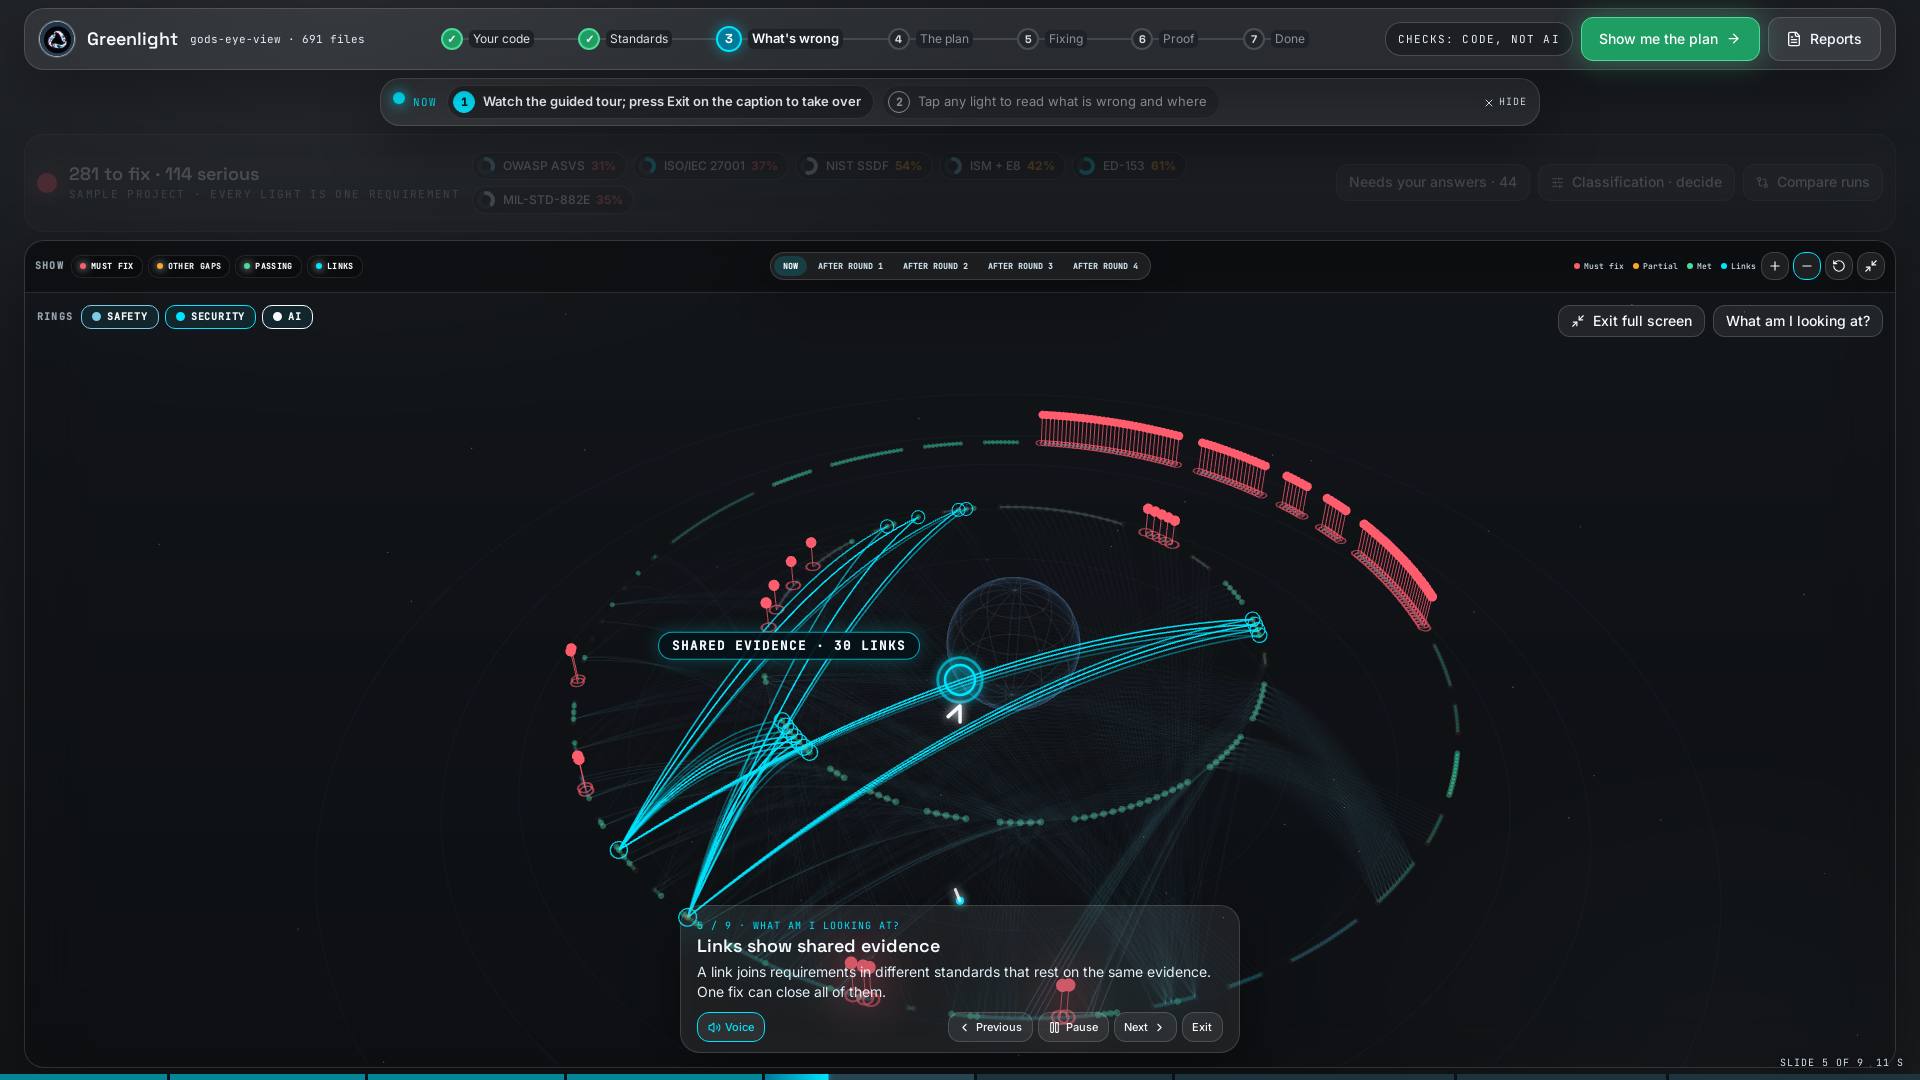 Greenlight gods-eye-view · 691 files
✓ Your code ✓ Standards 3 What's wrong 4 The plan 5 Fixing 6 Proof 7 Done
CHECKS: CODE, NOT AI
Show me the plan
Reports
NOW 1 Watch the guided tour; press Exit on the caption to take over 2 Tap any light to read what is wrong and where × HIDE
281 to fix · 114 serious
SAMPLE PROJECT · EVERY LIGHT IS ONE REQUIREMENT
OWASP ASVS 31% ISO/IEC 27001 37% NIST SSDF 54% ISM + E8 42% ED-153 61%
MIL-STD-882E 35%
Needs your answers · 44 Classification · decide Compare runs
SHOW MUST FIX OTHER GAPS PASSING LINKS
NOW AFTER ROUND 1 AFTER ROUND 2 AFTER ROUND 3 AFTER ROUND 4
Must fix Partial Met Links
RINGS SAFETY SECURITY AI
Exit full screen What am I looking at?
SHARED EVIDENCE · 30 LINKS
5 / 9 · WHAT AM I LOOKING AT?
Links show shared evidence
A link joins requirements in different standards that rest on the same evidence.
One fix can close all of them.
Voice Previous Pause Next Exit
SLIDE 5 OF 9 11 S